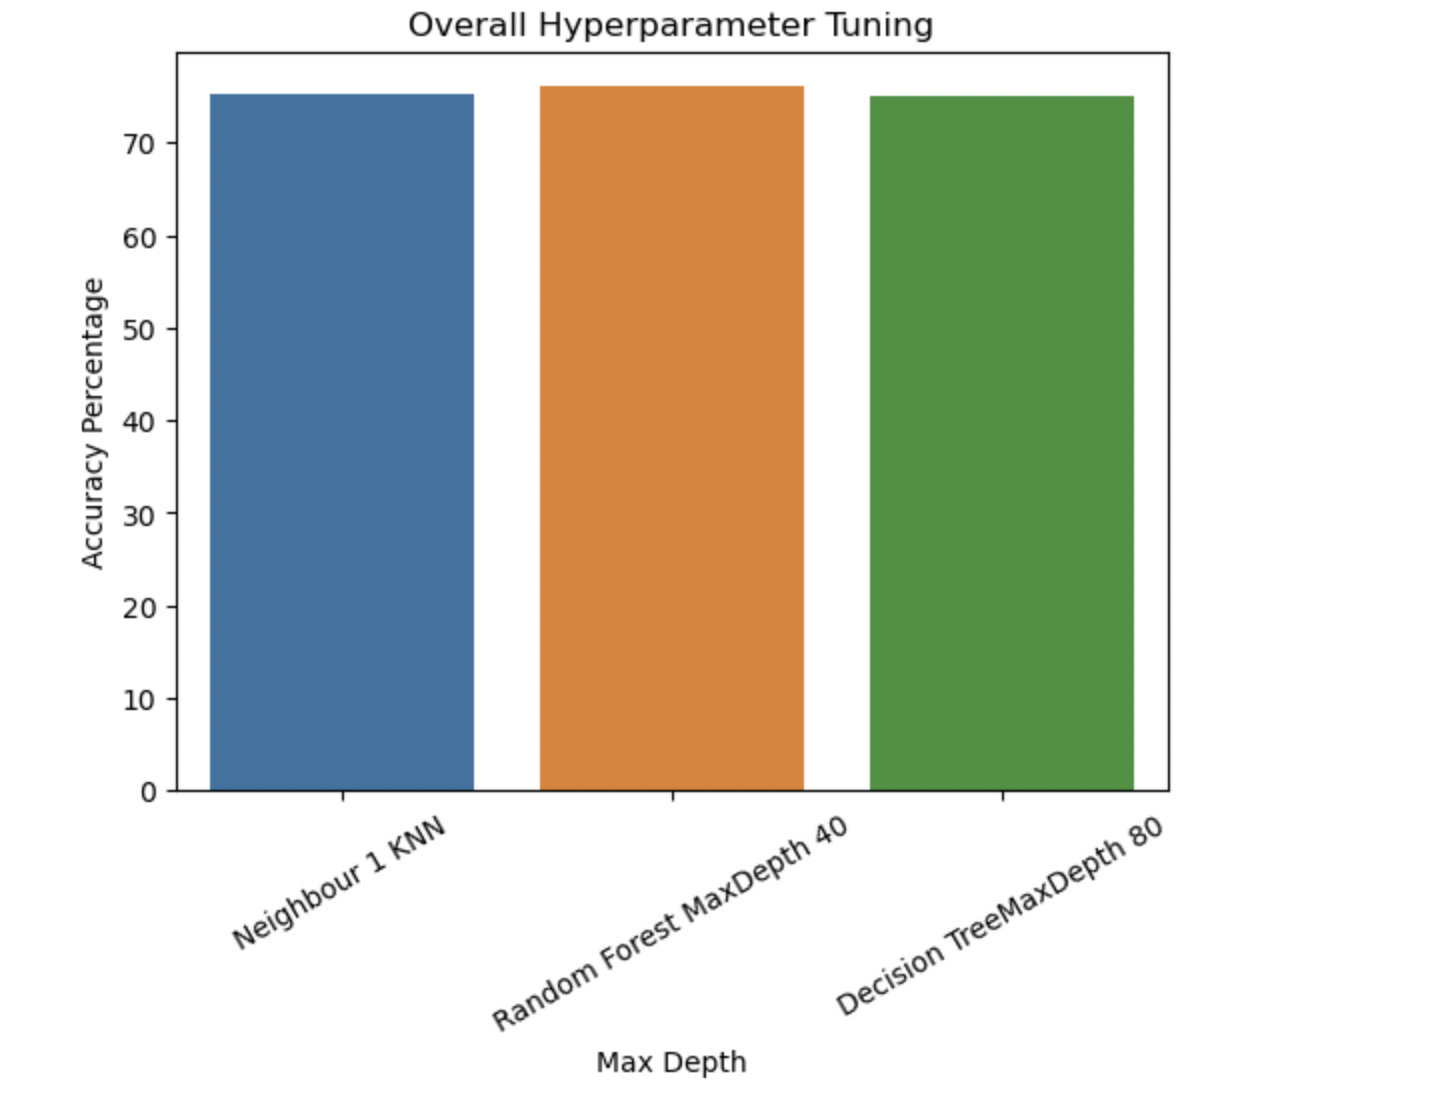 Overall Hyperparameter Tuning
Accuracy Percentage
70
60
50
40
30
20
10
0
Neighbour 1 KNN
Random Forest MaxDepth 40
Decision TreeMaxDepth 80
Max Depth